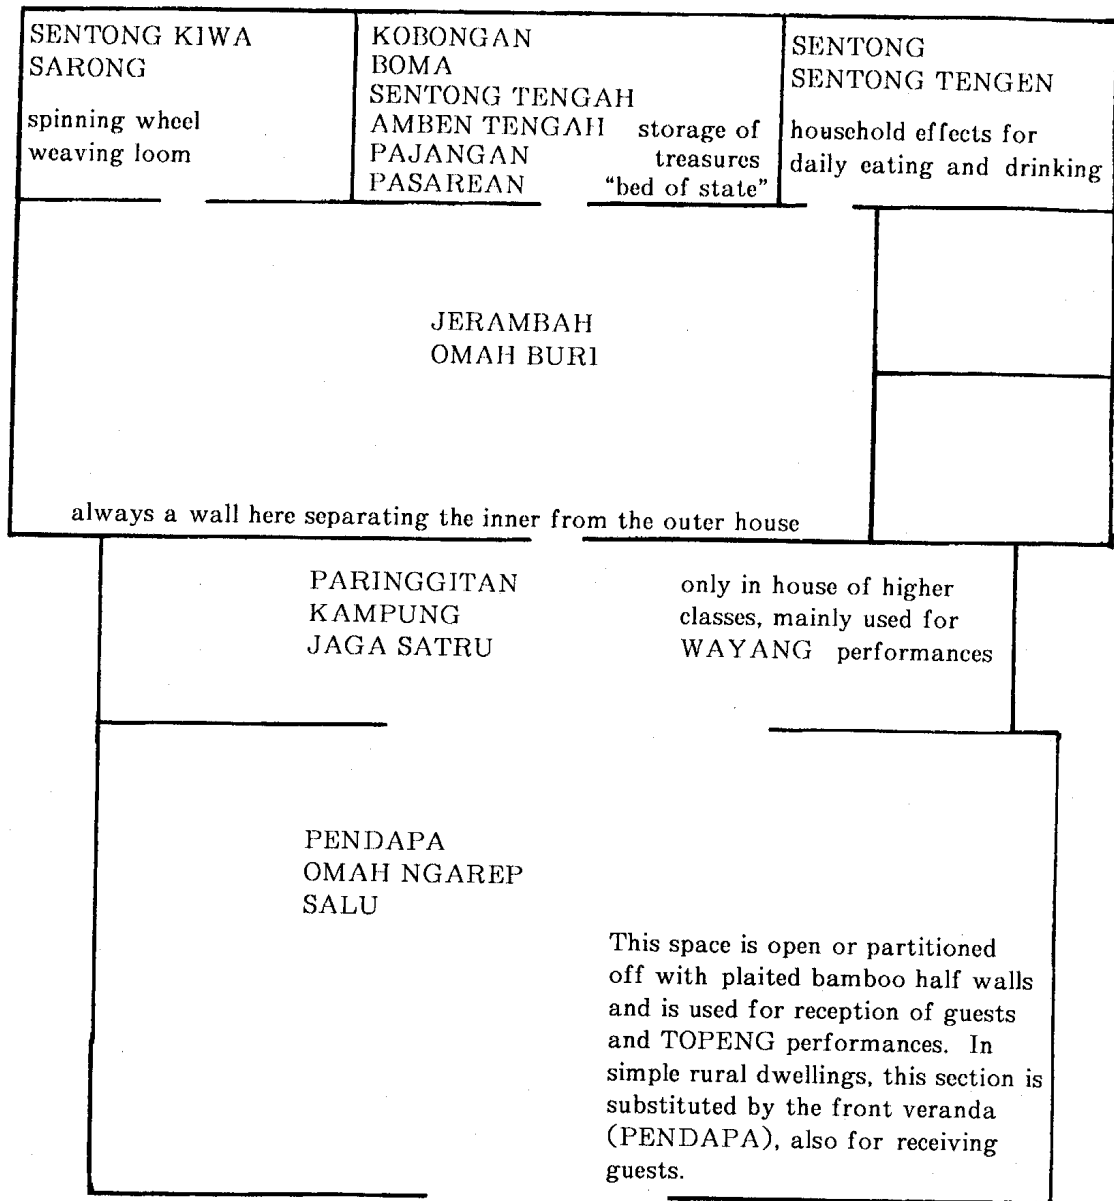 SENTONG KIWA
SARONG
spinning wheel
weaving loom
KOBONGAN
BOMA
SENTONG TENGAH
AMBEN TENGAH storage of
PAJANGAN treasures
PASAREAN "bed of state"
SENTONG
SENTONG TENGEN
household effects for
daily eating and drinking
JERAMBAH
OMAH BURI
always a wall here separating the inner from the outer house
PARINGGITAN
KAMPUNG
JAGA SATRU
only in house of higher
classes, mainly used for
WAYANG performances
PENDAPA
OMAH NGAREP
SALU
This space is open or partitioned
off with plaited bamboo half walls
and is used for reception of guests
and TOPENG performances. In
simple rural dwellings, this section is
substituted by the front veranda
(PENDAPA), also for receiving
guests.